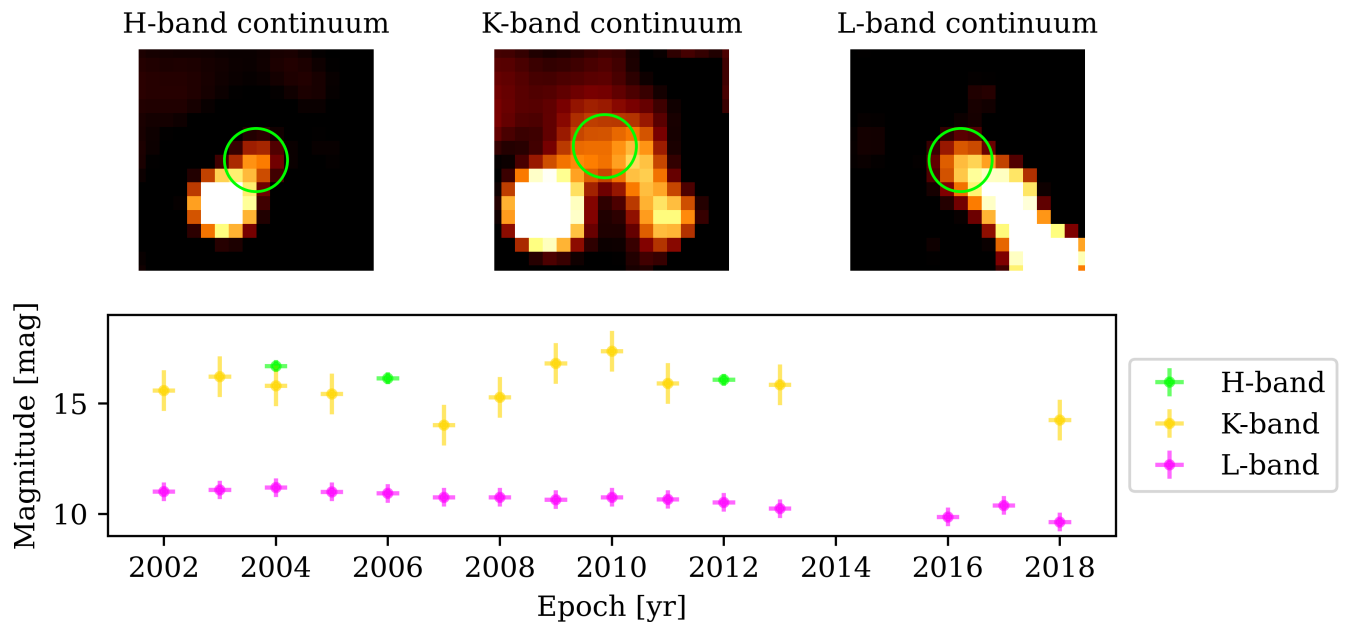 H-band continuum
K-band continuum
L-band continuum
Magnitude [mag]
15
10
2002 2004 2006 2008 2010 2012 2014 2016 2018
Epoch [yr]
H-band
K-band
L-band